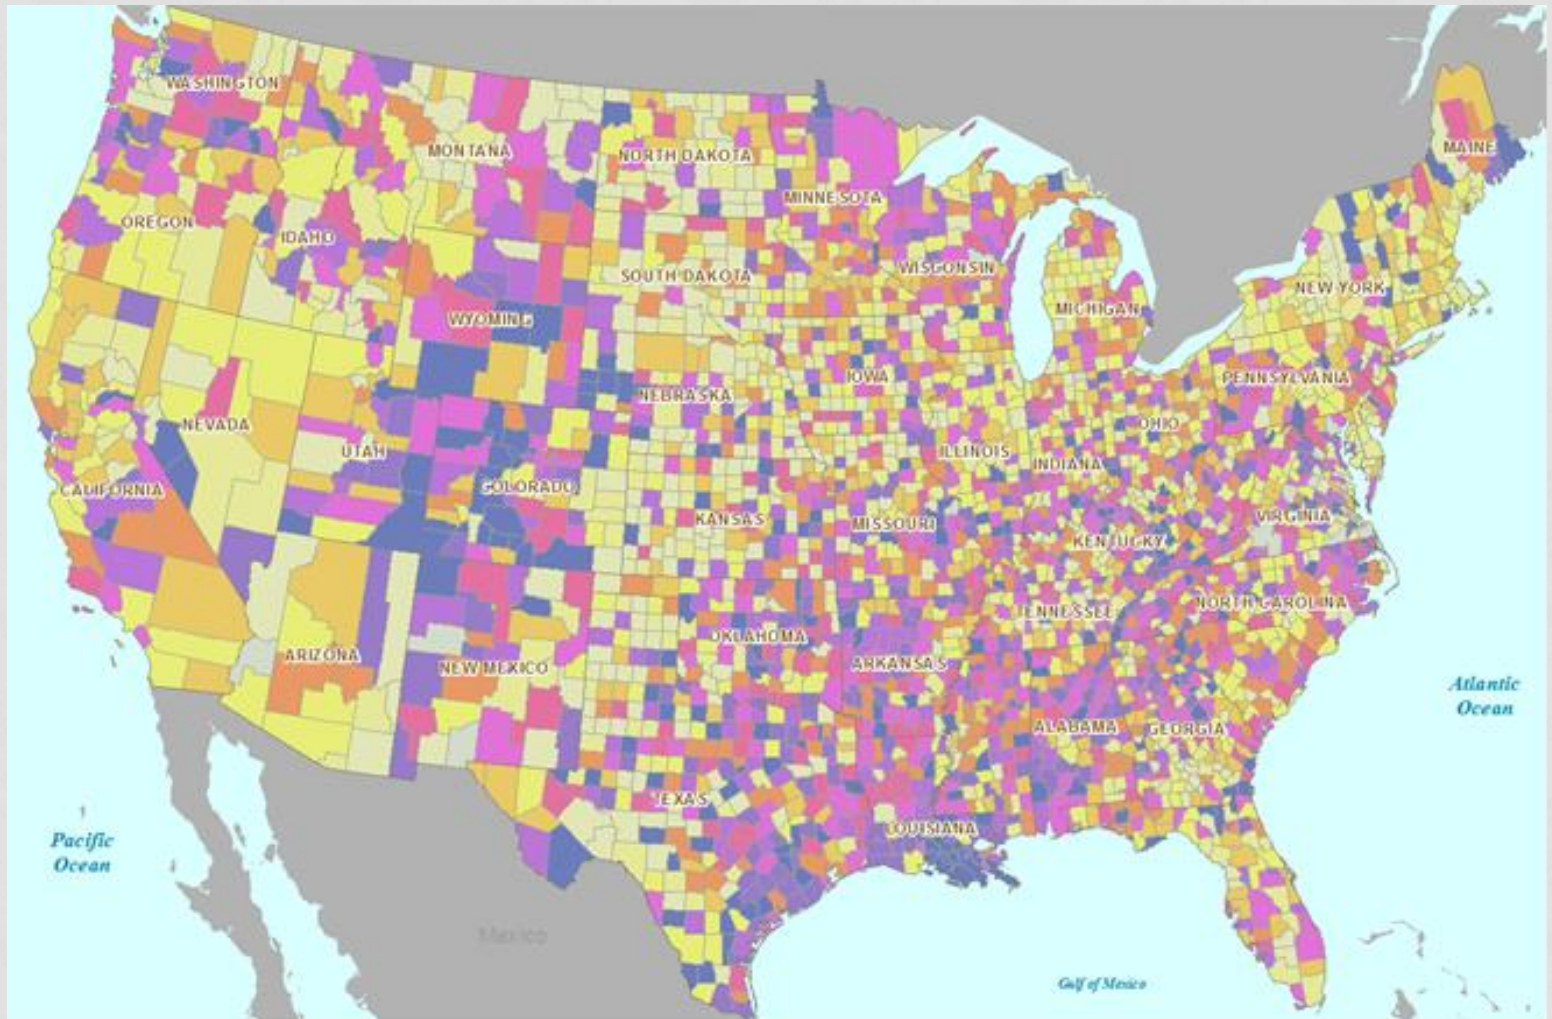 WASHINGTON
MONTANA
NORTH DAKOTA
MAINE
MINNESOTA
OREGON
IDAHO
SOUTH DAKOTA
WISCONSIN
NEW YORK
WYOMING
MICHIGAN
IOWA
PENNSYLVANIA
NEBRASKA
NEVADA
OHIO
UTAH
ILLINOIS
INDIANA
CALIFORNIA
COLORADO
KANSAS
MISSOURI
VIRGINIA
KENTUCKY
TENNESSEE
NORTH CAROLINA
OKLAHOMA
ARIZONA
NEW MEXICO
ARKANSAS
Atlantic
Ocean
ALABAMA
GEORGIA
TEXAS
LOUISIANA
Pacific
Ocean
Mexico
Gulf of Mexico